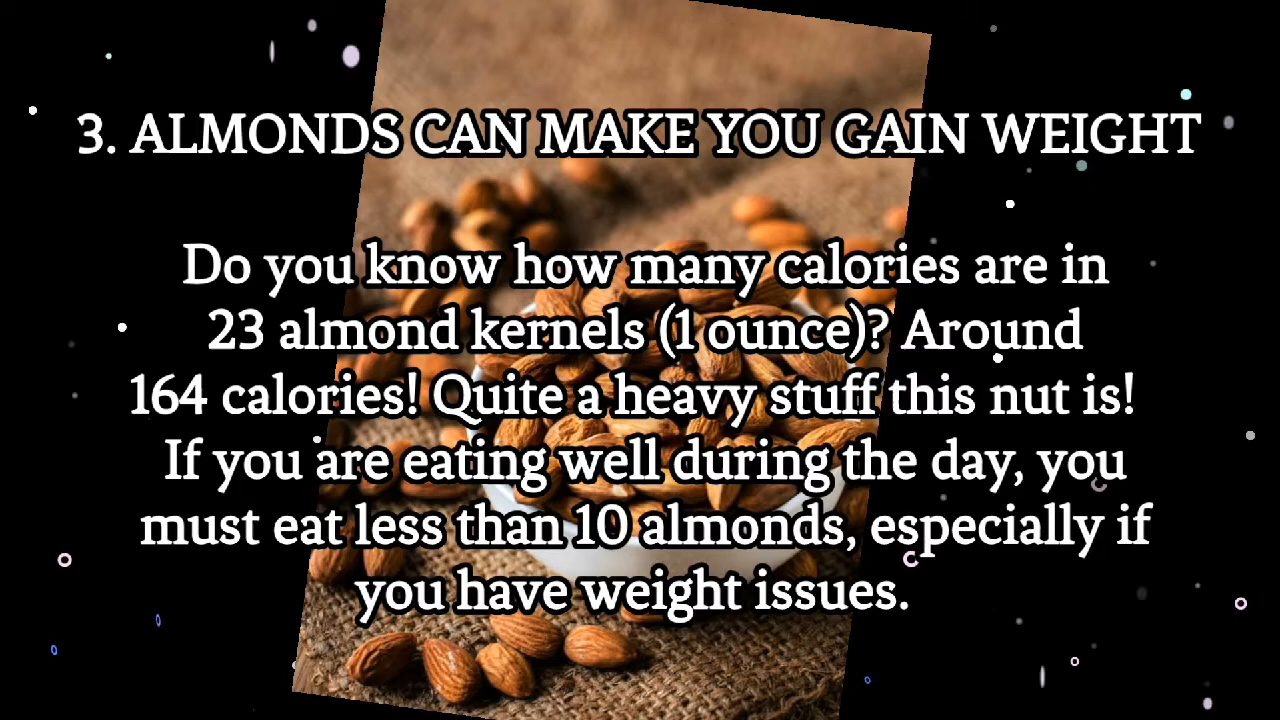 3. ALMONDS CAN MAKE YOU GAIN WEIGHT
Do you know how many calories are in
23 almond kernels (1 ounce)? Around
164 calories! Quite a heavy stuff this nut is!
If you are eating well during the day, you
must eat less than 10 almonds, especially if
you have weight issues.